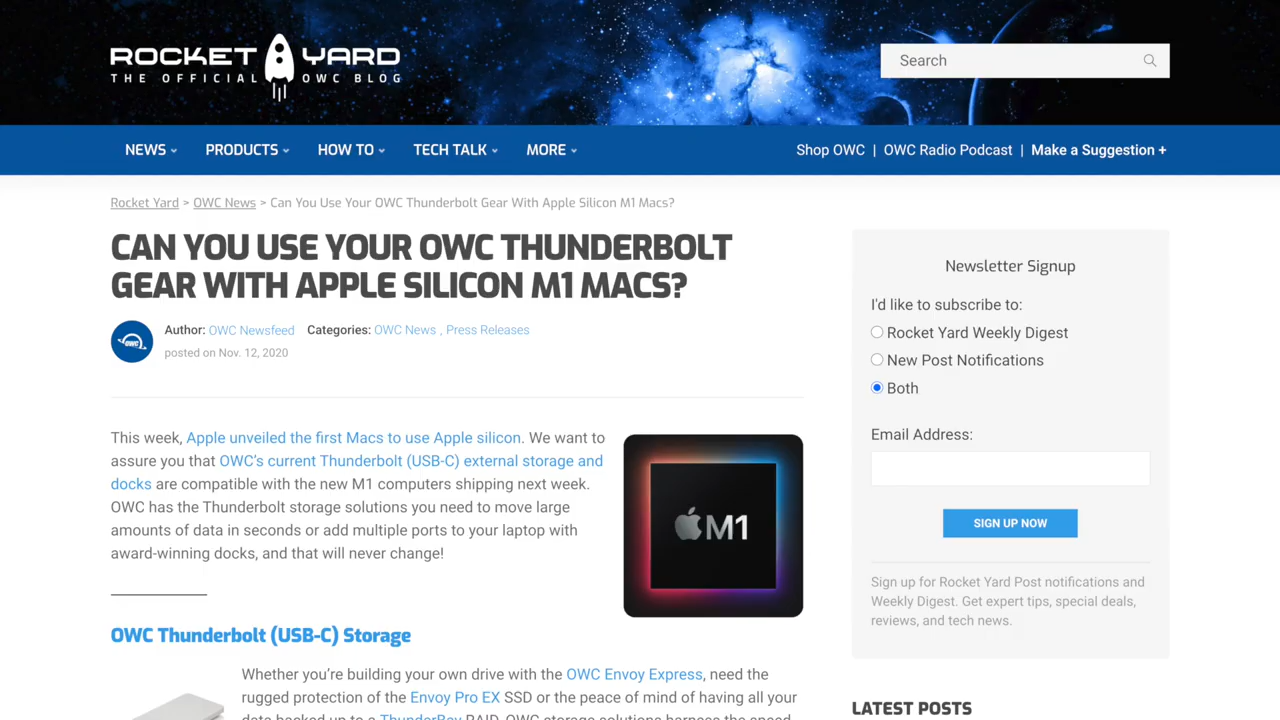 ROCKET YARD
THE OFFICIAL OWC BLOG
Search
NEWS PRODUCTS HOW TO TECH TALK MORE
Shop OWC | OWC Radio Podcast | Make a Suggestion +
Rocket Yard > OWC News > Can You Use Your OWC Thunderbolt Gear With Apple Silicon M1 Macs?
CAN YOU USE YOUR OWC THUNDERBOLT
GEAR WITH APPLE SILICON M1 MACS?
OWC
Author: OWC Newsfeed Categories: OWC News , Press Releases
posted on Nov. 12, 2020
This week, Apple unveiled the first Macs to use Apple silicon. We want to
assure you that OWC’s current Thunderbolt (USB-C) external storage and
docks are compatible with the new M1 computers shipping next week.
OWC has the Thunderbolt storage solutions you need to move large
amounts of data in seconds or add multiple ports to your laptop with
award-winning docks, and that will never change!
M1
OWC Thunderbolt (USB-C) Storage
Whether you’re building your own drive with the OWC Envoy Express, need the
rugged protection of the Envoy Pro EX SSD or the peace of mind of having all your
data backed up to a ThunderBay RAID, OWC storage solutions harness the speed
Newsletter Signup
I'd like to subscribe to:
Rocket Yard Weekly Digest
New Post Notifications
Both
Email Address:
SIGN UP NOW
Sign up for Rocket Yard Post notifications and
Weekly Digest. Get expert tips, special deals,
reviews, and tech news.
LATEST POSTS